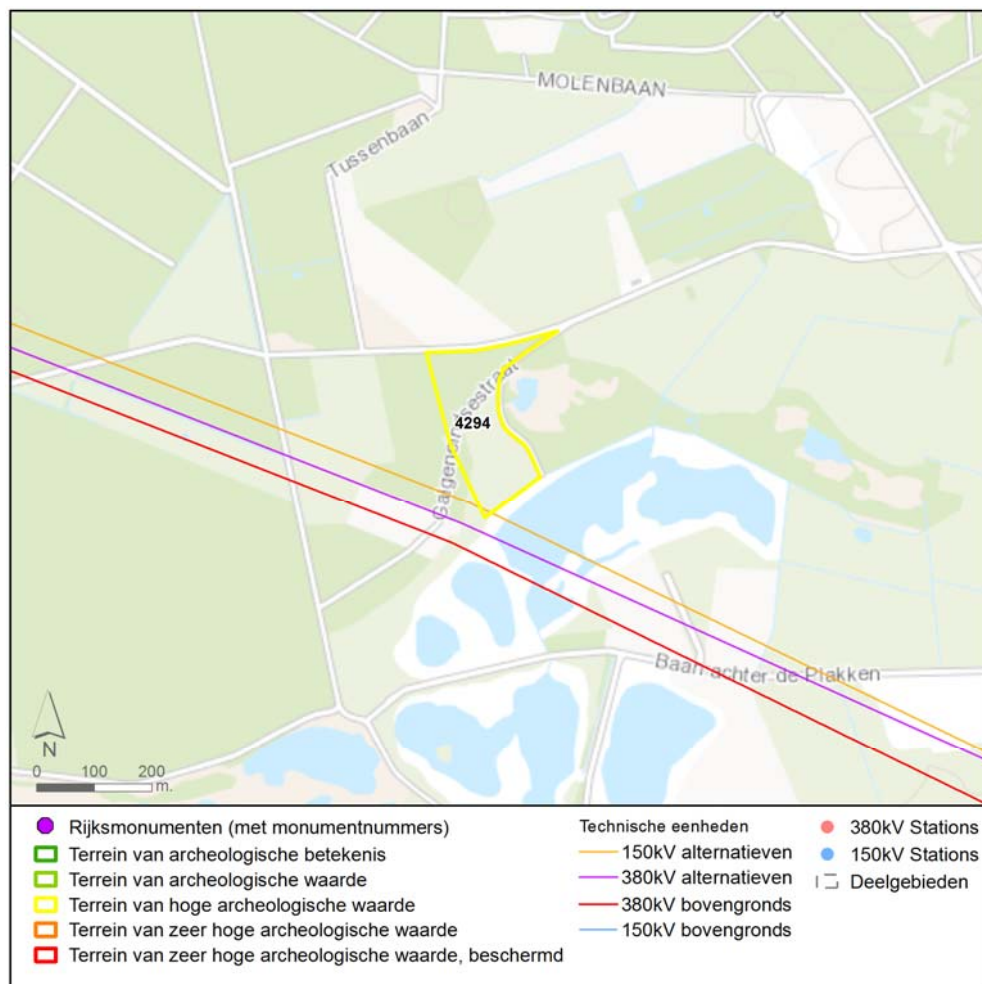 MOLENBAAN
Tussenbaan
Galgeneindsestraat
4294
Baan achter de Plakken
N
0 100 200
m.
Rijksmonumenten (met monumentnummers)
Terrein van archeologische betekenis
Terrein van archeologische waarde
Terrein van hoge archeologische waarde
Terrein van zeer hoge archeologische waarde
Terrein van zeer hoge archeologische waarde, beschermd
Technische eenheden
150kV alternatieven
380kV alternatieven
380kV bovengronds
150kV bovengronds
380kV Stations
150kV Stations
Deelgebieden